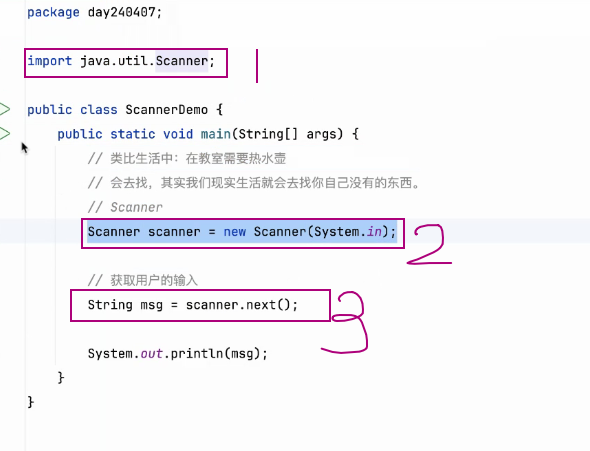 package day240407;
import java.util.Scanner;
1
public class ScannerDemo {
public static void main(String[] args) {
// 类比生活中：在教室需要热水壶
// 会去找，其实我们现实生活就会去找你自己没有的东西。
// Scanner
Scanner scanner = new Scanner(System.in);
2
// 获取用户的输入
String msg = scanner.next();
3
System.out.println(msg);
}
}